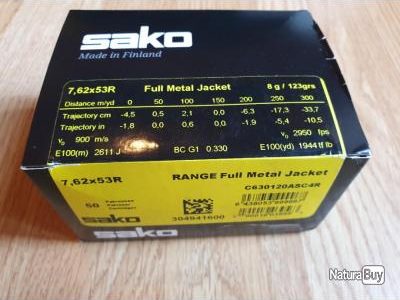 sako
Made in Finland
7,62x53R Full Metal Jacket 8 g / 123grs
Distance m/yd 0 50 100 150 200 250 300
Trajectory cm -4,5 0,5 2,1 0,0 -6,3 -17,3 -33,7
Trajectory in -1,8 0,0 0,6 0,0 -1,9 -5,4 -10,5
v₀ 900 m/s v₀ 2950 fps
E100(m) 2611 J BC G1 0.330 E100(yd) 1944 tf lb
7,62x53R RANGE Full Metal Jacket
C630120ASC4R
50
304941600
sako
NaturaBuy